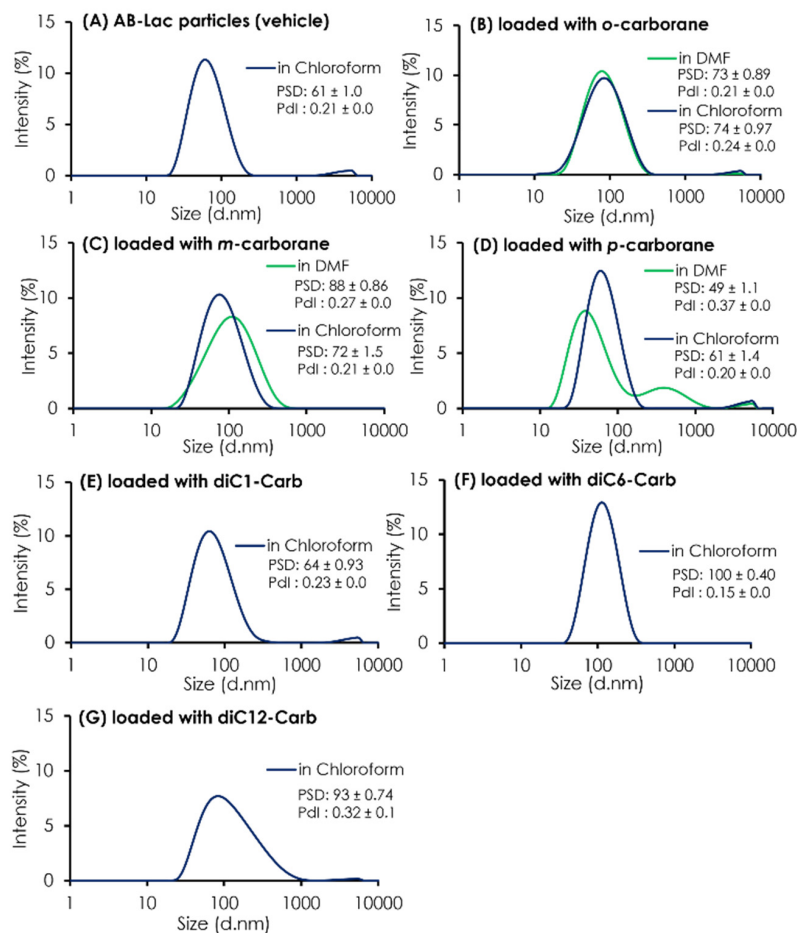 (A) AB-Lac particles (vehicle)
Intensity (%)
15
10
5
0
in Chloroform
PSD: 61 ± 1.0
PdI : 0.21 ± 0.0
1 10 100 1000 10000
Size (d.nm)
(B) loaded with o-carborane
Intensity (%)
15
10
5
0
in DMF
PSD: 73 ± 0.89
PdI : 0.21 ± 0.0
in Chloroform
PSD: 74 ± 0.97
PdI : 0.24 ± 0.0
1 10 100 1000 10000
Size (d.nm)
(C) loaded with m-carborane
Intensity (%)
15
10
5
0
in DMF
PSD: 88 ± 0.86
PdI : 0.27 ± 0.0
in Chloroform
PSD: 72 ± 1.5
PdI : 0.21 ± 0.0
1 10 100 1000 10000
Size (d.nm)
(D) loaded with p-carborane
Intensity (%)
15
10
5
0
in DMF
PSD: 49 ± 1.1
PdI : 0.37 ± 0.0
in Chloroform
PSD: 61 ± 1.4
PdI : 0.20 ± 0.0
1 10 100 1000 10000
Size (d.nm)
(E) loaded with diC1-Carb
Intensity (%)
15
10
5
0
in Chloroform
PSD: 64 ± 0.93
PdI : 0.23 ± 0.0
1 10 100 1000 10000
Size (d.nm)
(F) loaded with diC6-Carb
Intensity (%)
15
10
5
0
in Chloroform
PSD: 100 ± 0.40
PdI : 0.15 ± 0.0
1 10 100 1000 10000
Size (d.nm)
(G) loaded with diC12-Carb
Intensity (%)
15
10
5
0
in Chloroform
PSD: 93 ± 0.74
PdI : 0.32 ± 0.1
1 10 100 1000 10000
Size (d.nm)